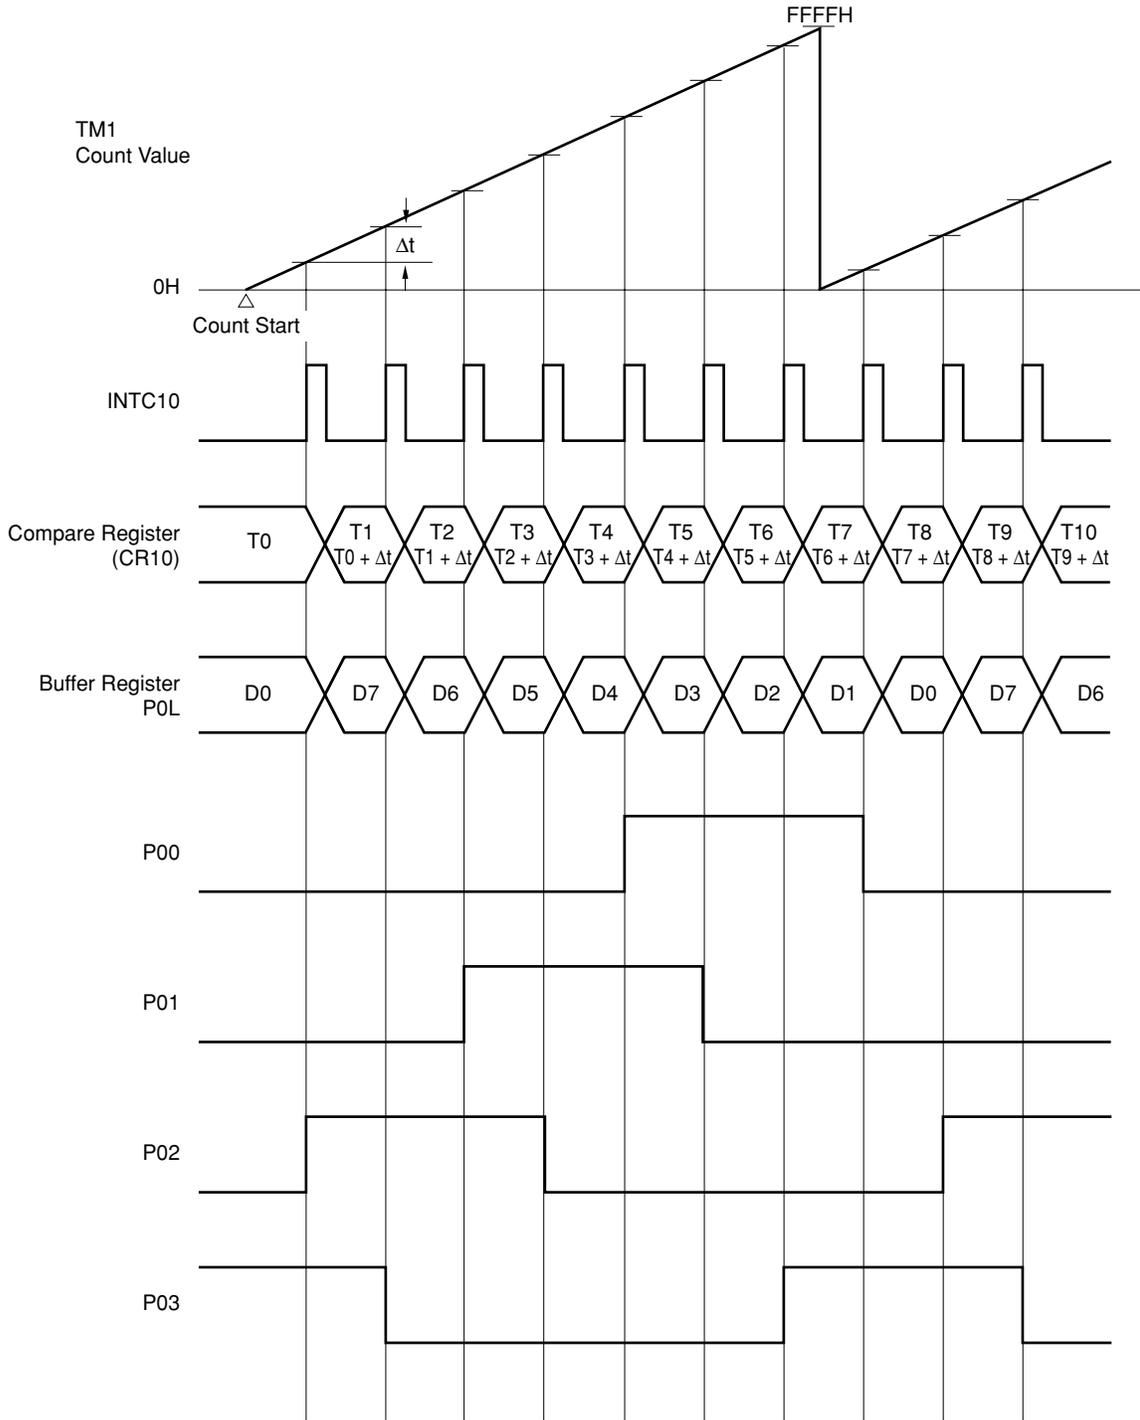 FFFFH
TM1
Count Value
Δt
0H
Count Start
INTC10
Compare Register
(CR10)
T0
T1
T0 + Δt
T2
T1 + Δt
T3
T2 + Δt
T4
T3 + Δt
T5
T4 + Δt
T6
T5 + Δt
T7
T6 + Δt
T8
T7 + Δt
T9
T8 + Δt
T10
T9 + Δt
Buffer Register
P0L
D0
D7
D6
D5
D4
D3
D2
D1
D0
D7
D6
P00
P01
P02
P03